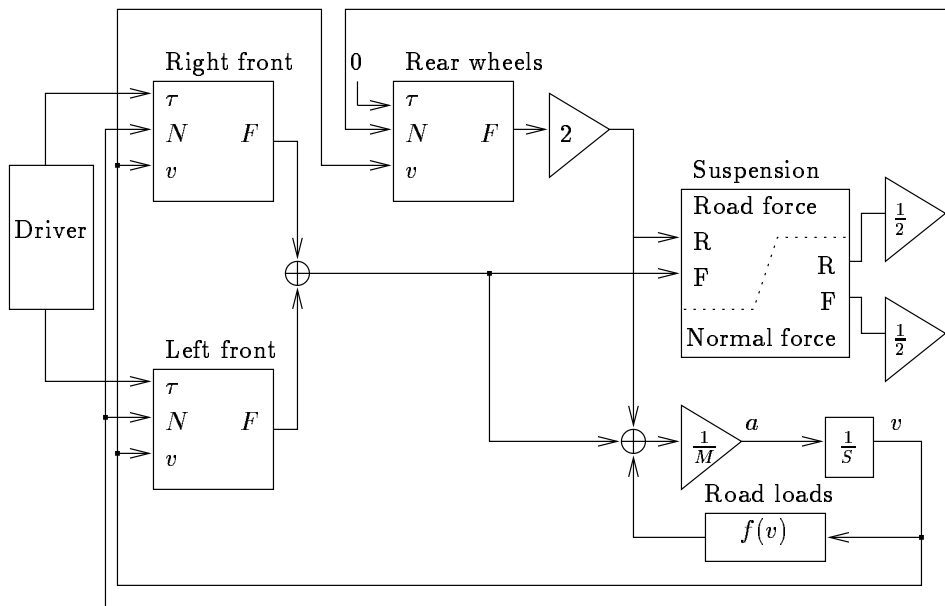 Right front
0
Rear wheels
τ
N
F
v
τ
N
F
v
2
Driver
Suspension
Road force
R
F
R
F
Normal force
1/2
1/2
Left front
τ
N
F
v
1/M
a
1/S
v
Road loads
f(v)